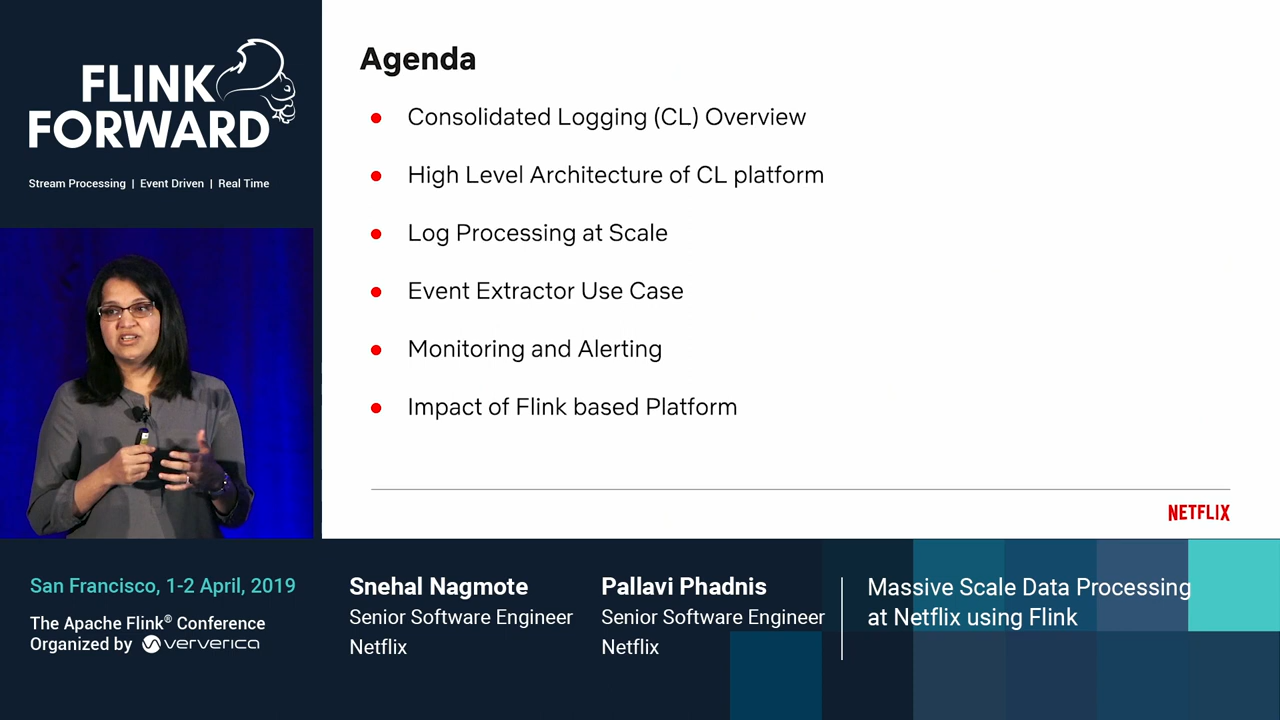 FLINK
FORWARD
Stream Processing | Event Driven | Real Time
Agenda
Consolidated Logging (CL) Overview
High Level Architecture of CL platform
Log Processing at Scale
Event Extractor Use Case
Monitoring and Alerting
Impact of Flink based Platform
NETFLIX
San Francisco, 1-2 April, 2019
The Apache Flink® Conference
Organized by ververica
Snehal Nagmote
Senior Software Engineer
Netflix
Pallavi Phadnis
Senior Software Engineer
Netflix
Massive Scale Data Processing
at Netflix using Flink